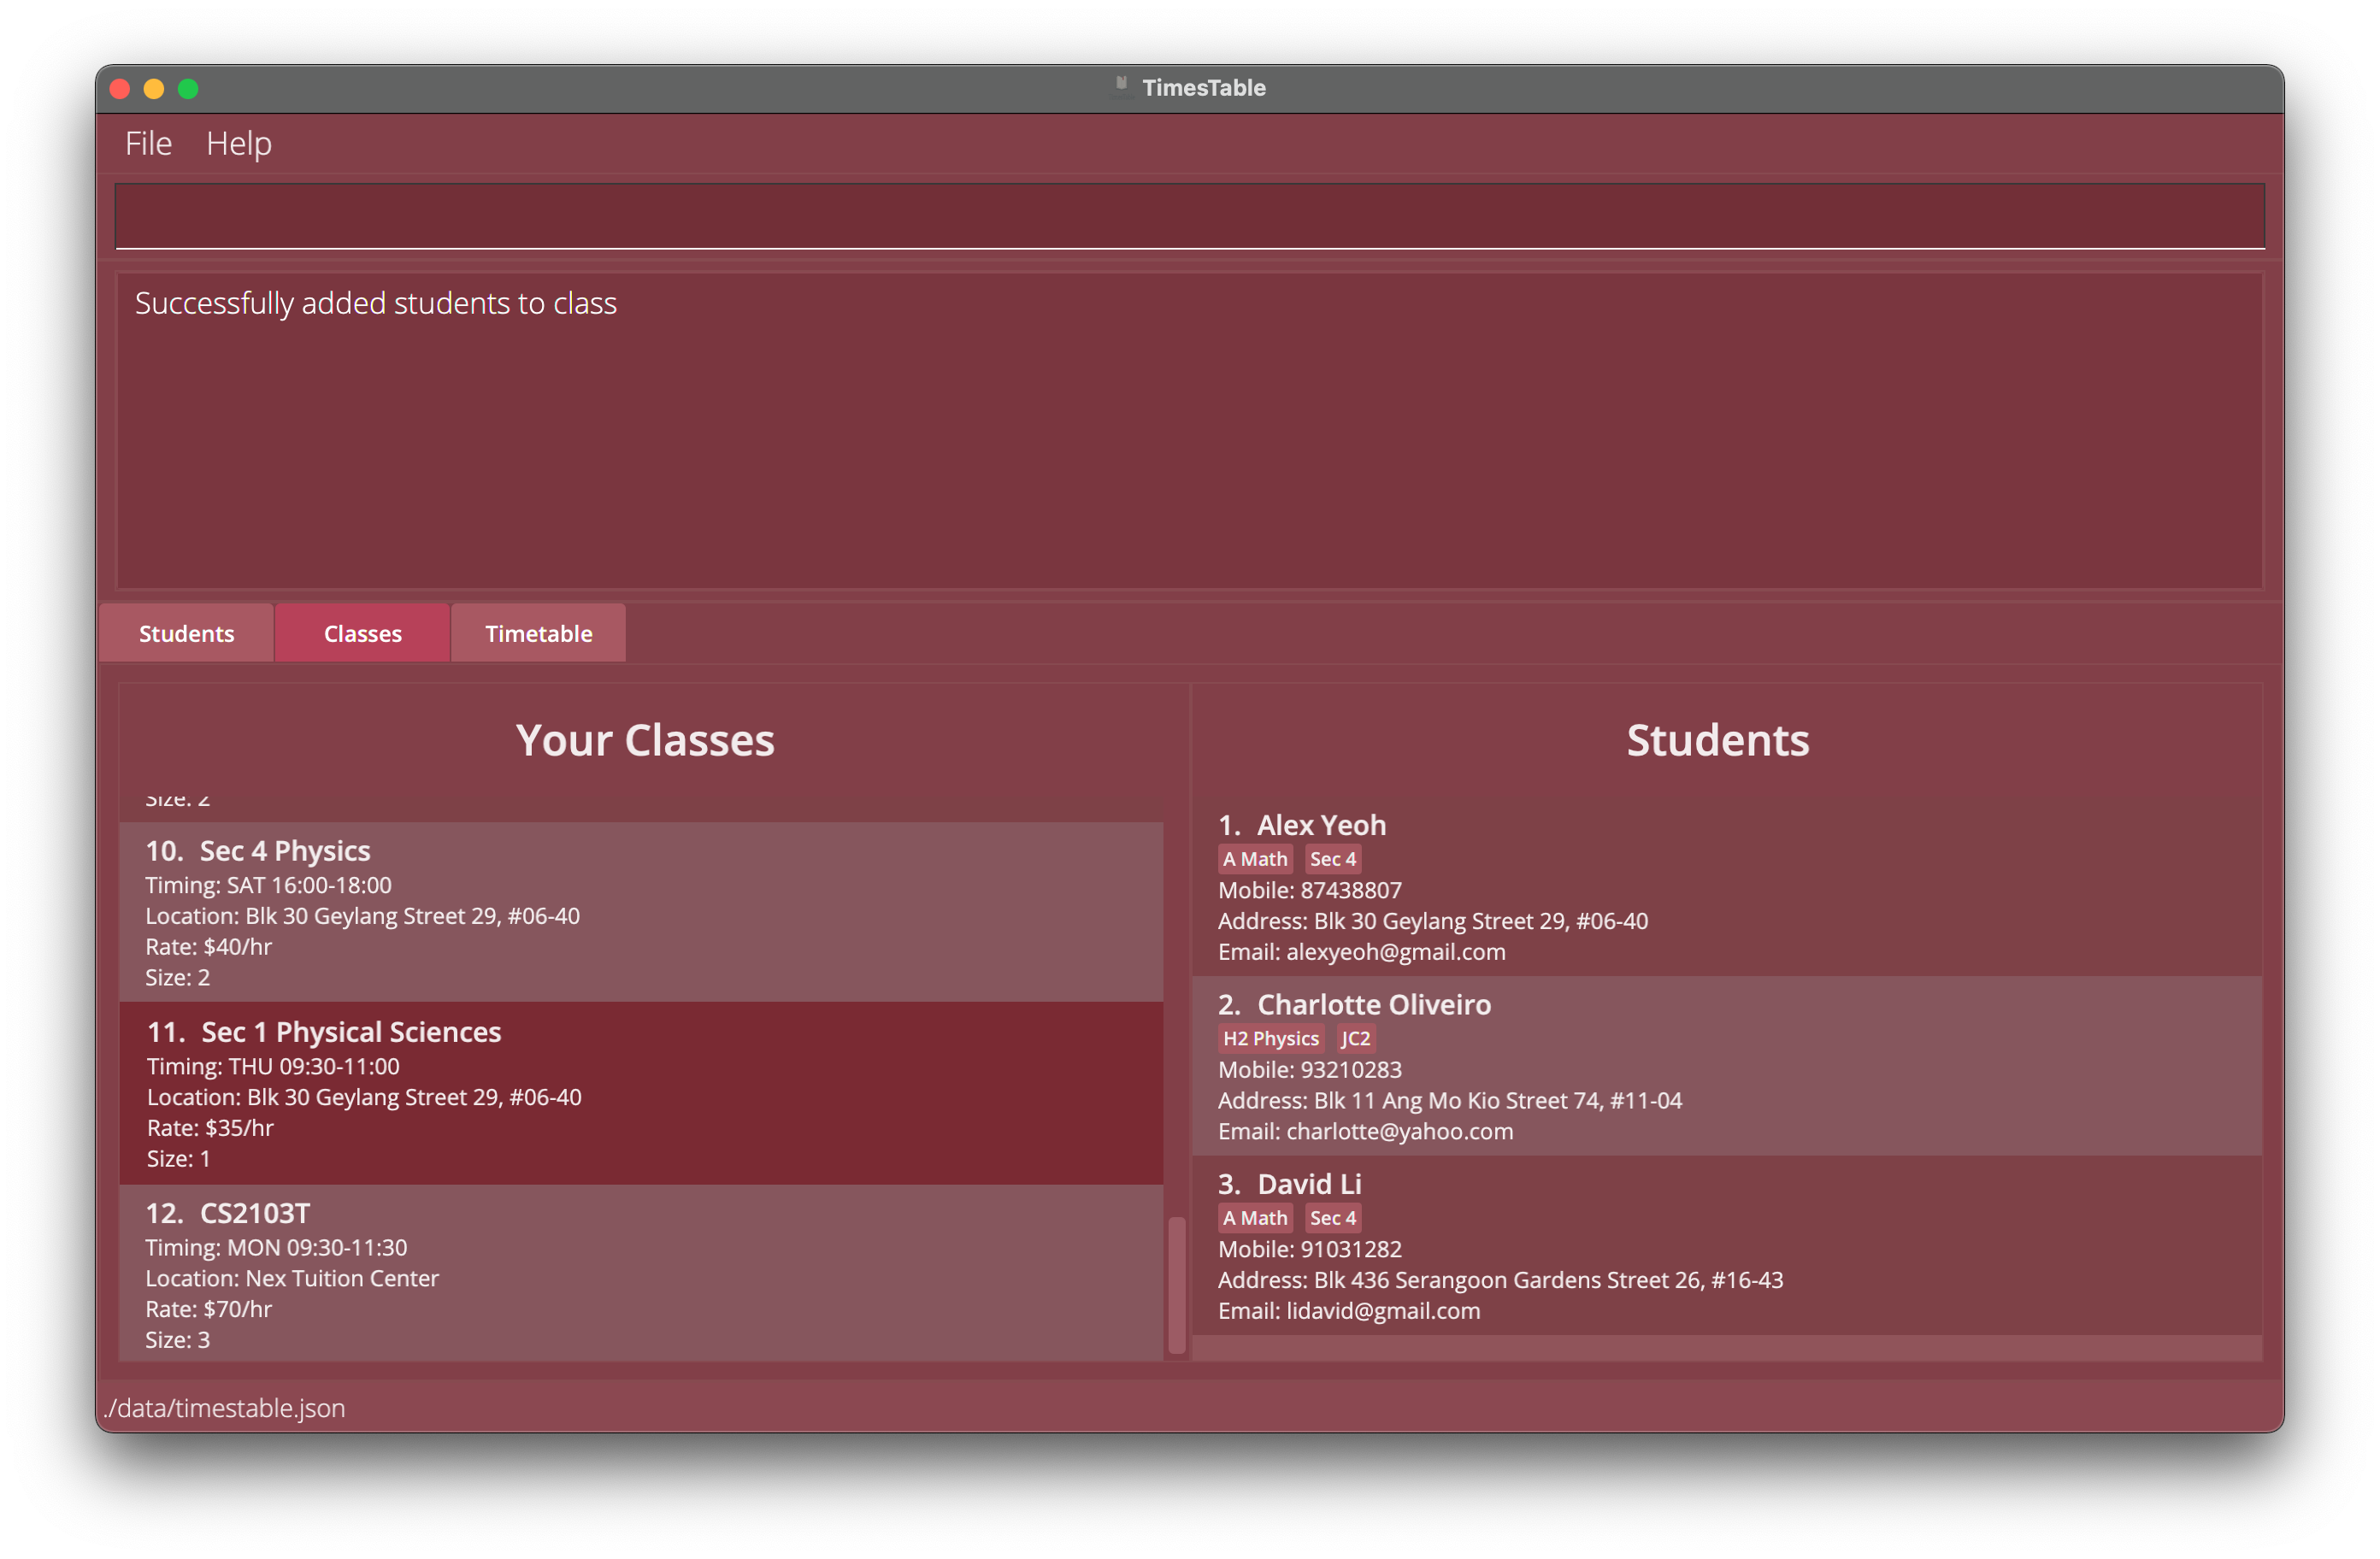 TimesTable
File Help
Successfully added students to class
Students Classes Timetable
Your Classes
Size: 2
10. Sec 4 Physics
Timing: SAT 16:00-18:00
Location: Blk 30 Geylang Street 29, #06-40
Rate: $40/hr
Size: 2
11. Sec 1 Physical Sciences
Timing: THU 09:30-11:00
Location: Blk 30 Geylang Street 29, #06-40
Rate: $35/hr
Size: 1
12. CS2103T
Timing: MON 09:30-11:30
Location: Nex Tuition Center
Rate: $70/hr
Size: 3
Students
1. Alex Yeoh
A Math Sec 4
Mobile: 87438807
Address: Blk 30 Geylang Street 29, #06-40
Email: alexyeoh@gmail.com
2. Charlotte Oliveiro
H2 Physics JC2
Mobile: 93210283
Address: Blk 11 Ang Mo Kio Street 74, #11-04
Email: charlotte@yahoo.com
3. David Li
A Math Sec 4
Mobile: 91031282
Address: Blk 436 Serangoon Gardens Street 26, #16-43
Email: lidavid@gmail.com
./data/timestable.json